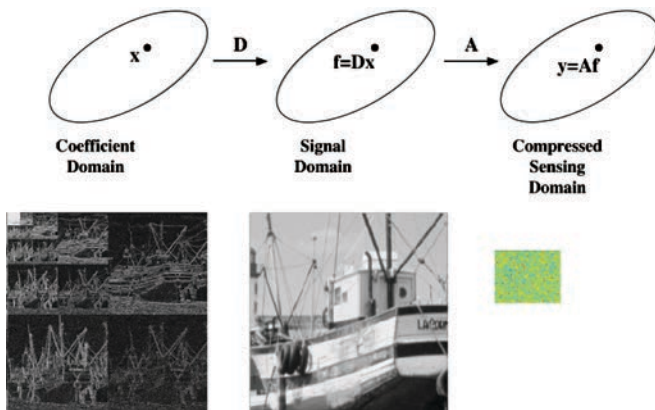 D
A
x
f=Dx
y=Af
Coefficient
Domain
Signal
Domain
Compressed
Sensing
Domain